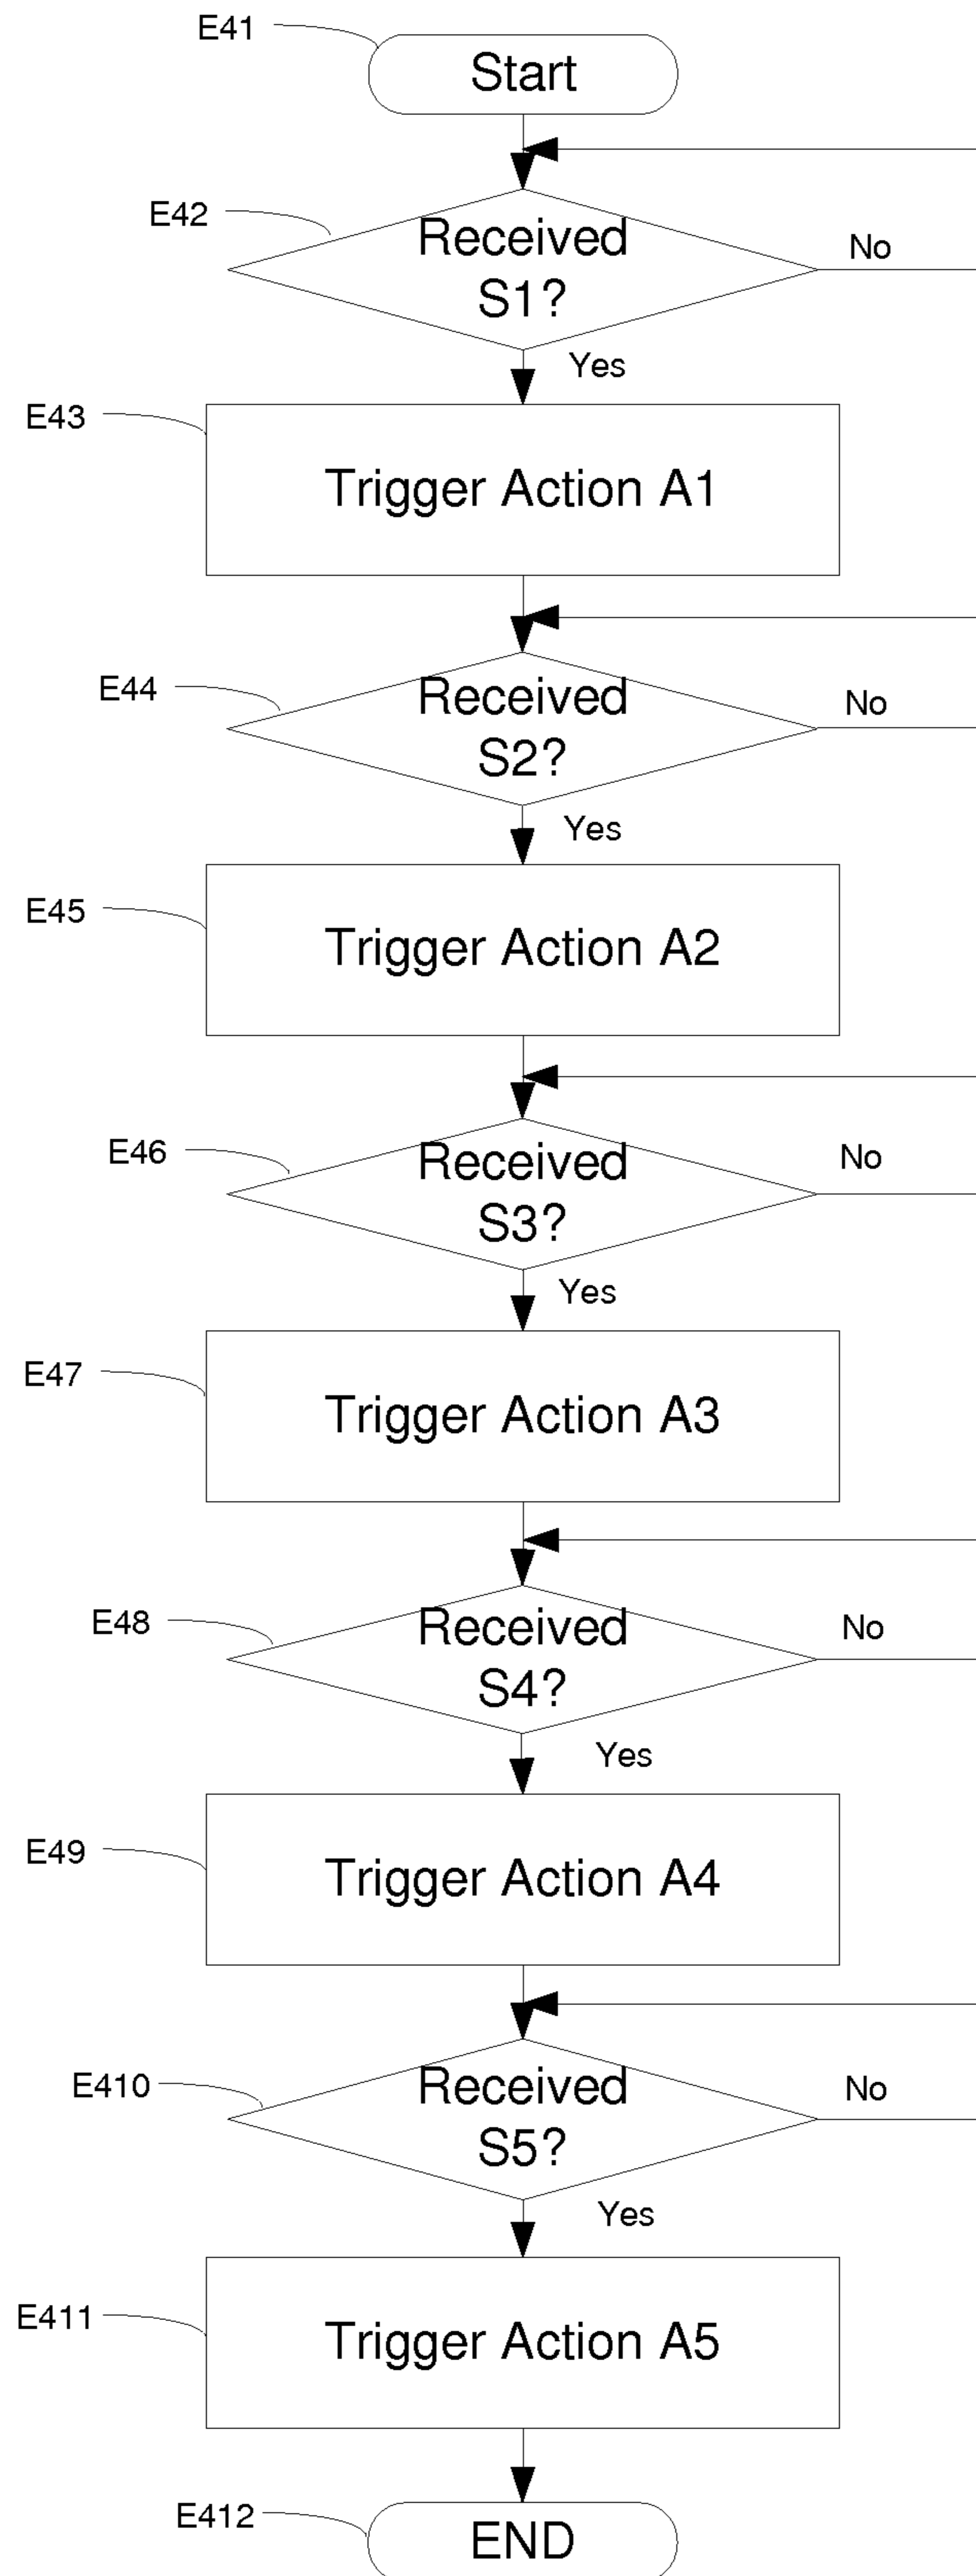 E41
Start
E42
Received
S1?
No
Yes
E43
Trigger Action A1
E44
Received
S2?
No
Yes
E45
Trigger Action A2
E46
Received
S3?
No
Yes
E47
Trigger Action A3
E48
Received
S4?
No
Yes
E49
Trigger Action A4
E410
Received
S5?
No
Yes
E411
Trigger Action A5
E412
END